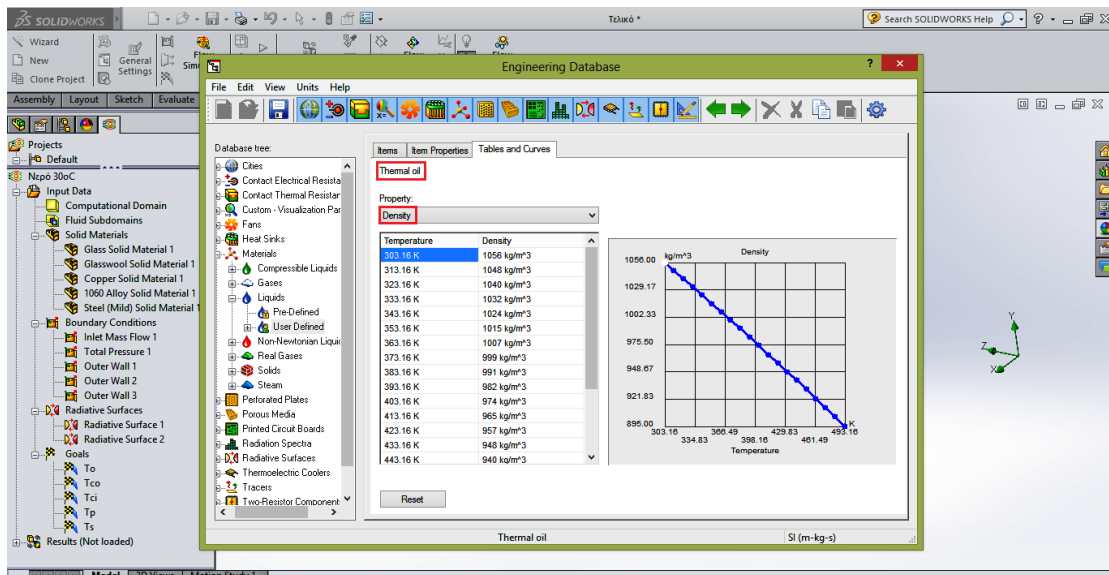 SOLIDWORKS
Τελικό *
Search SOLIDWORKS Help
Wizard
New
Clone Project
General Settings
Assembly Layout Sketch Evaluate
Projects
Default
Νερό 30oC
Input Data
Computational Domain
Fluid Subdomains
Solid Materials
Glass Solid Material 1
Glasswool Solid Material 1
Copper Solid Material 1
1060 Alloy Solid Material 1
Steel (Mild) Solid Material 1
Boundary Conditions
Inlet Mass Flow 1
Total Pressure 1
Outer Wall 1
Outer Wall 2
Outer Wall 3
Radiative Surfaces
Radiative Surface 1
Radiative Surface 2
Goals
To
Tco
Tci
Tp
Ts
Results (Not loaded)
Engineering Database
File Edit View Units Help
Database tree:
Cities
Contact Electrical Resista
Contact Thermal Resistar
Custom - Visualization Par
Fans
Heat Sinks
Materials
Compressible Liquids
Gases
Liquids
Pre-Defined
User Defined
Non-Newtonian Liquid
Real Gases
Solids
Steam
Perforated Plates
Porous Media
Printed Circuit Boards
Radiation Spectra
Radiative Surfaces
Thermoelectric Coolers
Tracers
Two-Resistor Component
Items Item Properties Tables and Curves
Thermal oil
Property:
Density
Temperature Density
303.16 K 1056 kg/m^3
313.16 K 1048 kg/m^3
323.16 K 1040 kg/m^3
333.16 K 1032 kg/m^3
343.16 K 1024 kg/m^3
353.16 K 1015 kg/m^3
363.16 K 1007 kg/m^3
373.16 K 999 kg/m^3
383.16 K 991 kg/m^3
393.16 K 982 kg/m^3
403.16 K 974 kg/m^3
413.16 K 965 kg/m^3
423.16 K 957 kg/m^3
433.16 K 948 kg/m^3
443.16 K 940 kg/m^3
Reset
Density
kg/m^3
1056.00
1029.17
1002.33
975.50
948.67
921.83
895.00
K
303.16 366.49 429.83 493.16
334.83 398.16 461.49
Temperature
Thermal oil SI (m-kg-s)
Y
Z
X
Model 3D Views Motion Study 1